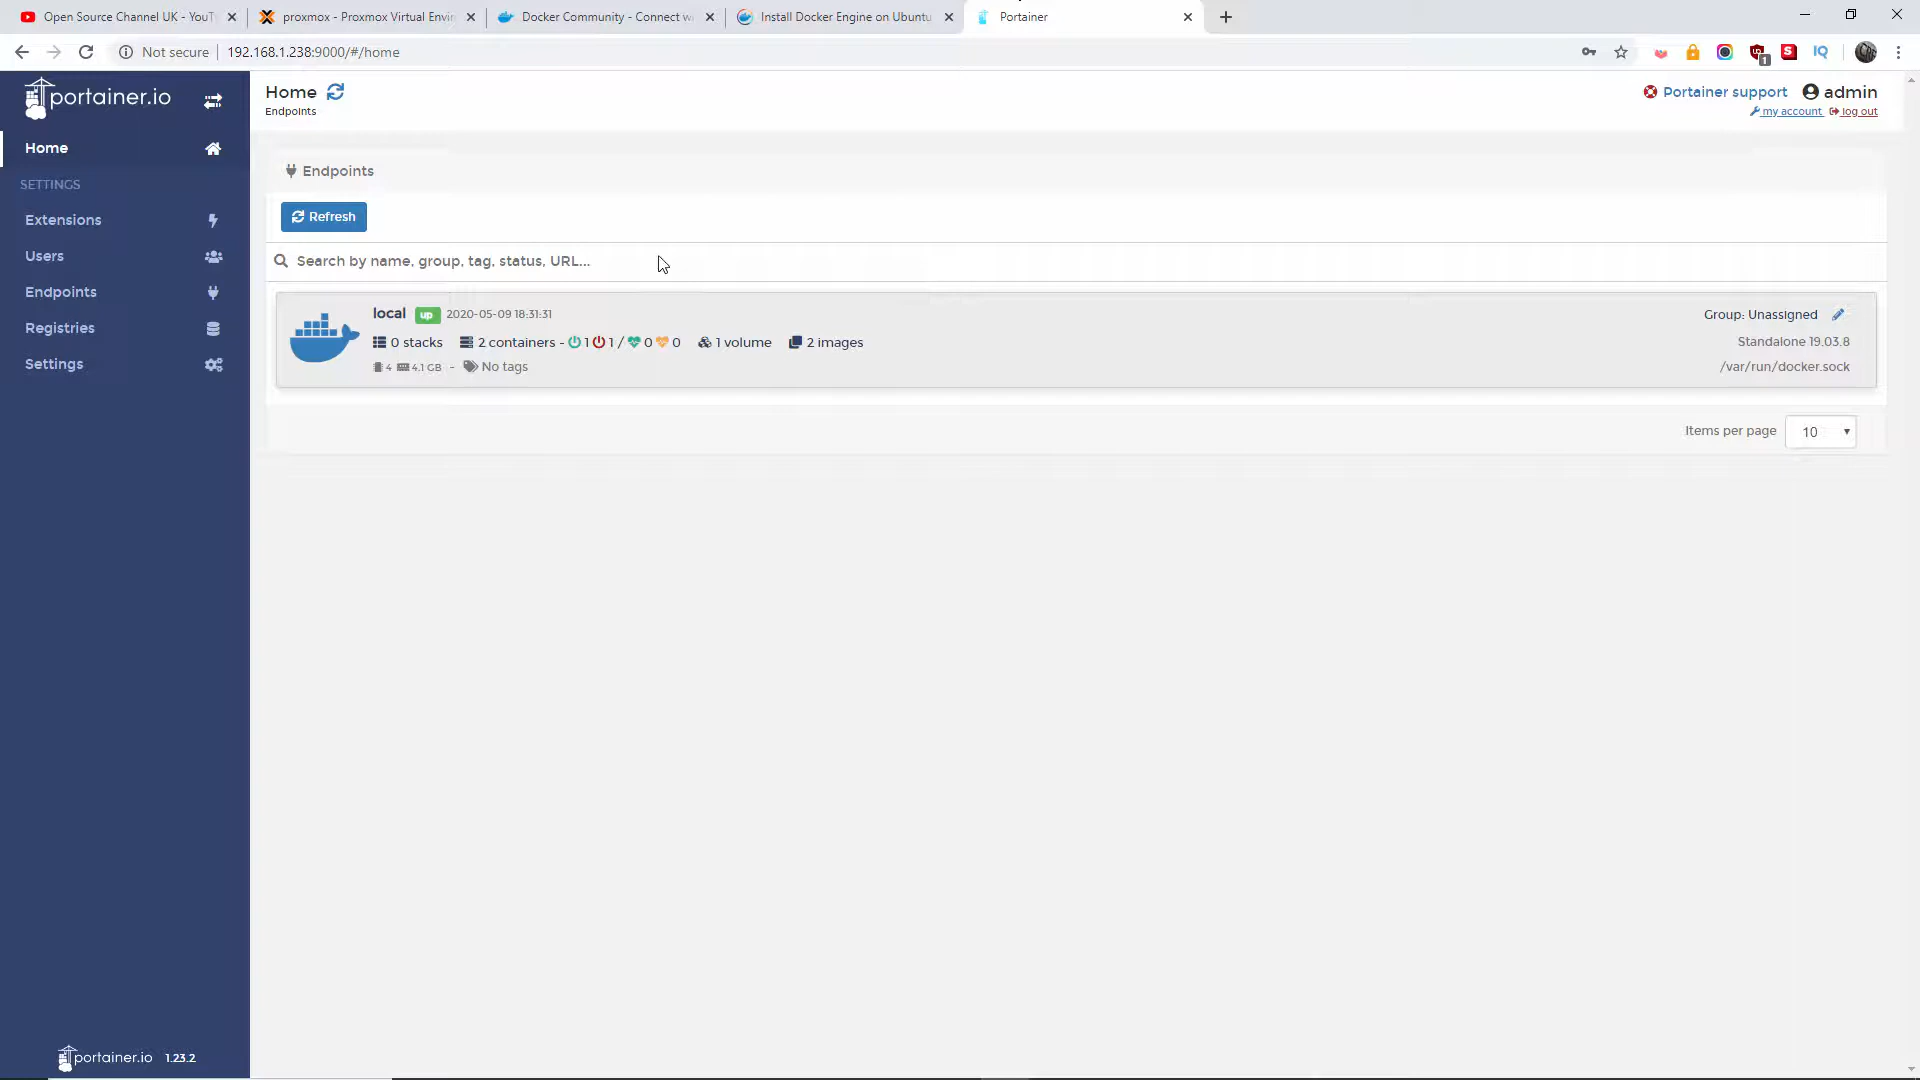 Open Source Channel UK - YouT
proxmox - Proxmox Virtual Envir
Docker Community - Connect w
Install Docker Engine on Ubuntu
Portainer
Not secure
192.168.1.238:9000/#/home
1
S
IQ
portainer.io
Home
SETTINGS
Extensions
Users
Endpoints
Registries
Settings
portainer.io 1.23.2
Home
Endpoints
Portainer support
admin
my account
log out
Endpoints
Refresh
Search by name, group, tag, status, URL...
local up 2020-05-09 18:31:31
0 stacks 2 containers - 1 1 / 0 0 1 volume 2 images
4 4.1 GB - No tags
Group: Unassigned
Standalone 19.03.8
/var/run/docker.sock
Items per page 10